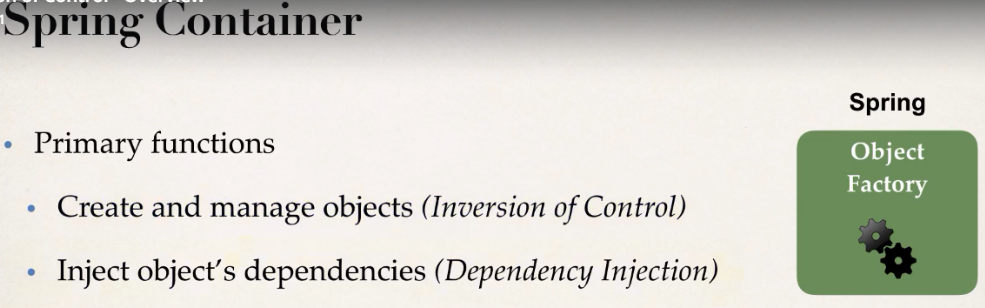 Spring Container
Primary functions
Create and manage objects (Inversion of Control)
Inject object's dependencies (Dependency Injection)
Spring
Object
Factory